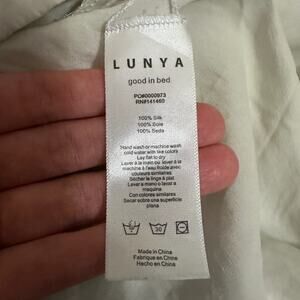 LUNYA
good in bed
PO#0000973
RN#141460
100% Silk
100% Soie
100% Seda
Hand wash or machine wash
cold water with like colors
Lay flat to dry
Laver à la main ou laver à la
machine à l'eau froide avec
couleurs similaires
Sécher le linge à plat
Lavar a mano o lavar a
maquina
Con colores similares
Secar sobre una superficie
plana
30
Made in China
Fabriqué en Chine
Hecho en China